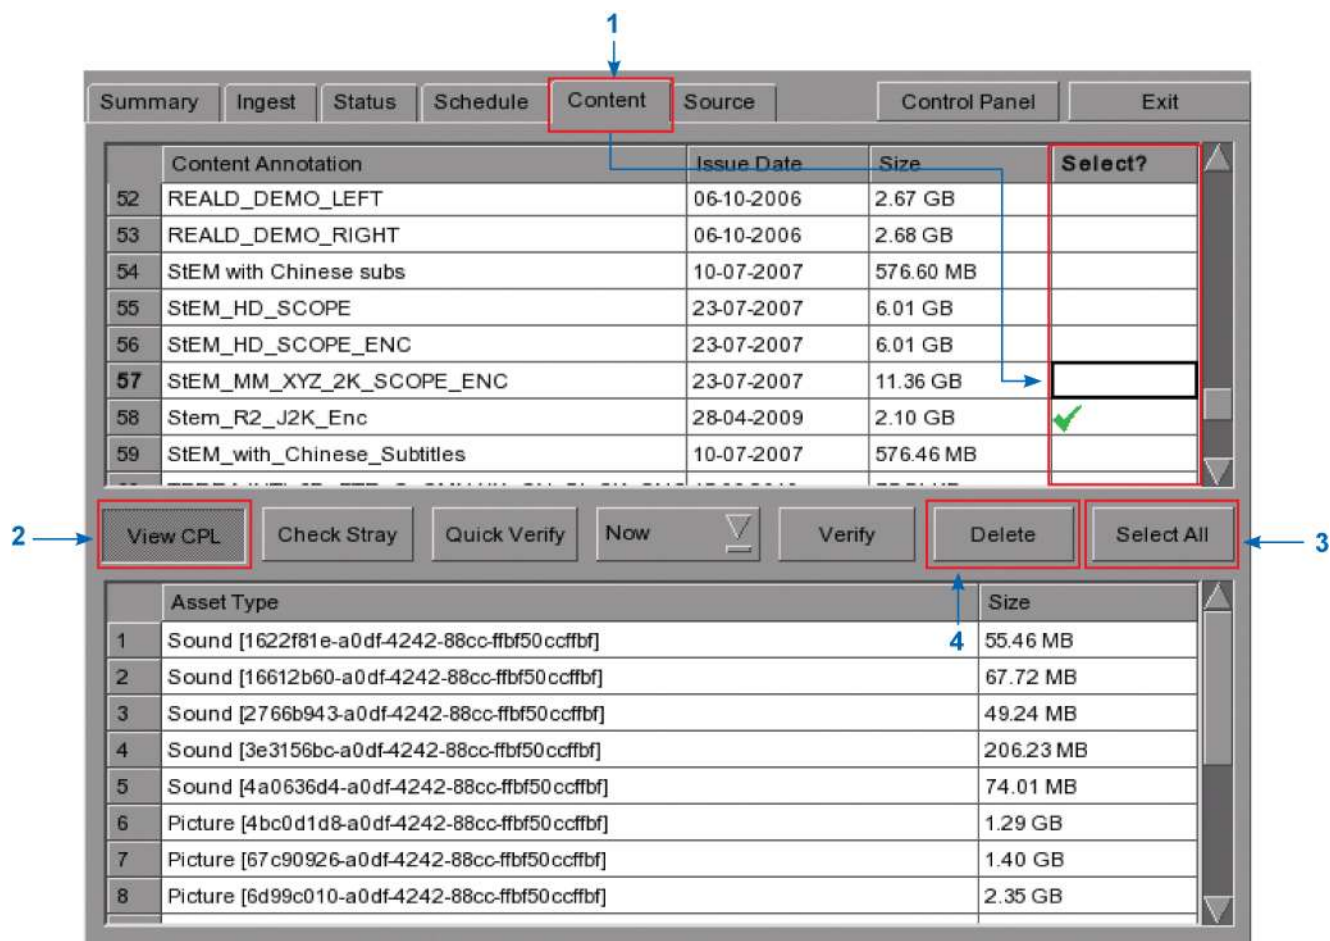 1
Summary Ingest Status Schedule Content Source Control Panel Exit
Content Annotation Issue Date Size Select?
52 REALD_DEMO_LEFT 06-10-2006 2.67 GB
53 REALD_DEMO_RIGHT 06-10-2006 2.68 GB
54 StEM with Chinese subs 10-07-2007 576.60 MB
55 StEM_HD_SCOPE 23-07-2007 6.01 GB
56 StEM_HD_SCOPE_ENC 23-07-2007 6.01 GB
57 StEM_MM_XYZ_2K_SCOPE_ENC 23-07-2007 11.36 GB
58 Stem_R2_J2K_Enc 28-04-2009 2.10 GB
59 StEM_with_Chinese_Subtitles 10-07-2007 576.46 MB
2 View CPL Check Stray Quick Verify Now Verify Delete Select All 3
Asset Type Size
1 Sound [1622f81e-a0df-4242-88cc-ffbf50ccffbf] 4 55.46 MB
2 Sound [16612b60-a0df-4242-88cc-ffbf50ccffbf] 67.72 MB
3 Sound [2766b943-a0df-4242-88cc-ffbf50ccffbf] 49.24 MB
4 Sound [3e3156bc-a0df-4242-88cc-ffbf50ccffbf] 206.23 MB
5 Sound [4a0636d4-a0df-4242-88cc-ffbf50ccffbf] 74.01 MB
6 Picture [4bc0d1d8-a0df-4242-88cc-ffbf50ccffbf] 1.29 GB
7 Picture [67c90926-a0df-4242-88cc-ffbf50ccffbf] 1.40 GB
8 Picture [6d99c010-a0df-4242-88cc-ffbf50ccffbf] 2.35 GB